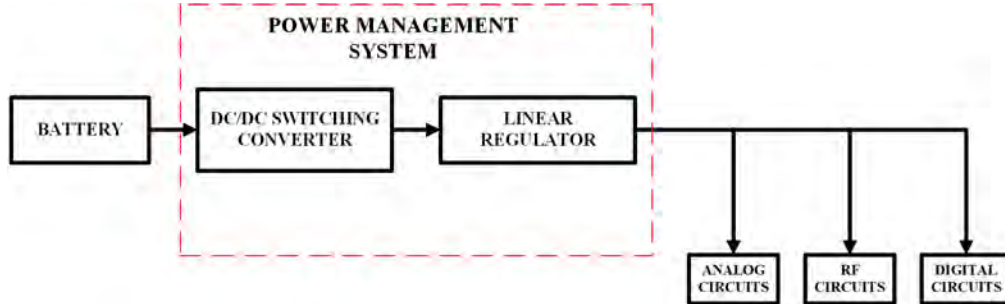 POWER MANAGEMENT
SYSTEM
BATTERY
DC/DC SWITCHING
CONVERTER
LINEAR
REGULATOR
ANALOG
CIRCUITS
RF
CIRCUITS
DIGITAL
CIRCUITS